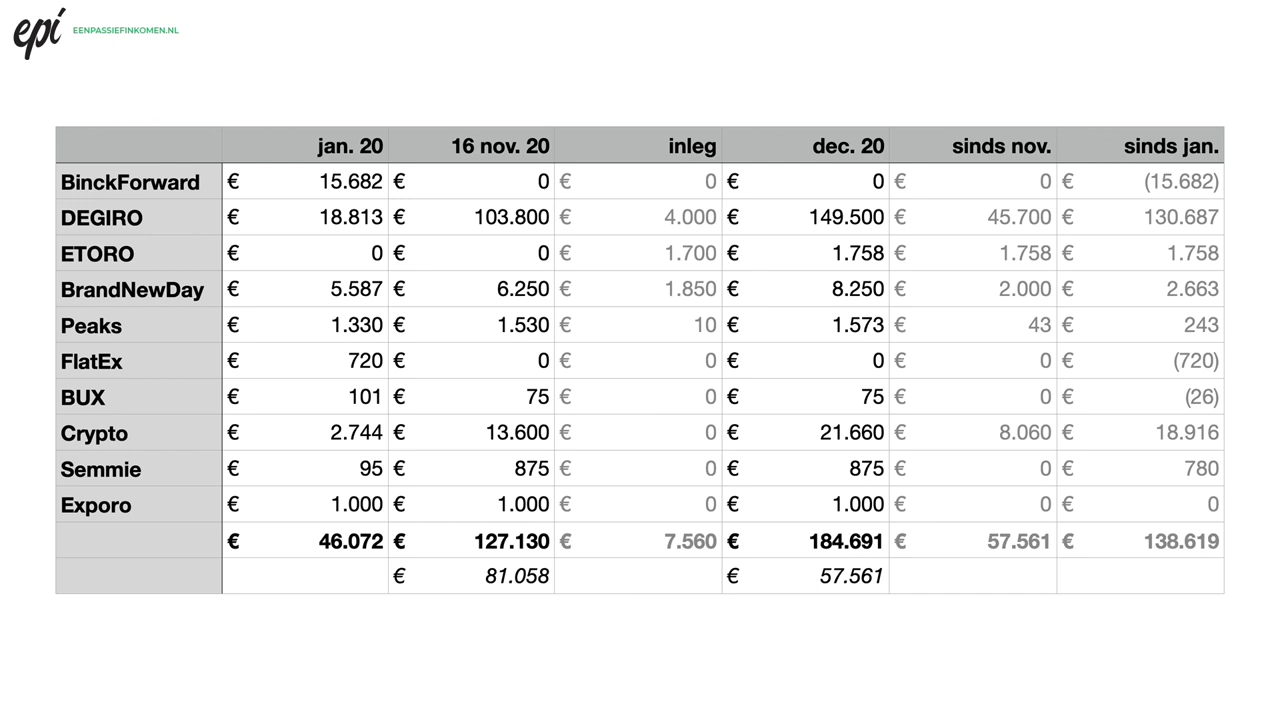 epi EENPASSIEFINKOMEN.NL
jan. 20 16 nov. 20 inleg dec. 20 sinds nov. sinds jan.
BinckForward € 15.682 € 0 € 0 € 0 € 0 € (15.682)
DEGIRO € 18.813 € 103.800 € 4.000 € 149.500 € 45.700 € 130.687
ETORO € 0 € 0 € 1.700 € 1.758 € 1.758 € 1.758
BrandNewDay € 5.587 € 6.250 € 1.850 € 8.250 € 2.000 € 2.663
Peaks € 1.330 € 1.530 € 10 € 1.573 € 43 € 243
FlatEx € 720 € 0 € 0 € 0 € 0 € (720)
BUX € 101 € 75 € 0 € 75 € 0 € (26)
Crypto € 2.744 € 13.600 € 0 € 21.660 € 8.060 € 18.916
Semmie € 95 € 875 € 0 € 875 € 0 € 780
Exporo € 1.000 € 1.000 € 0 € 1.000 € 0 € 0
€ 46.072 € 127.130 € 7.560 € 184.691 € 57.561 € 138.619
€ 81.058 € 57.561